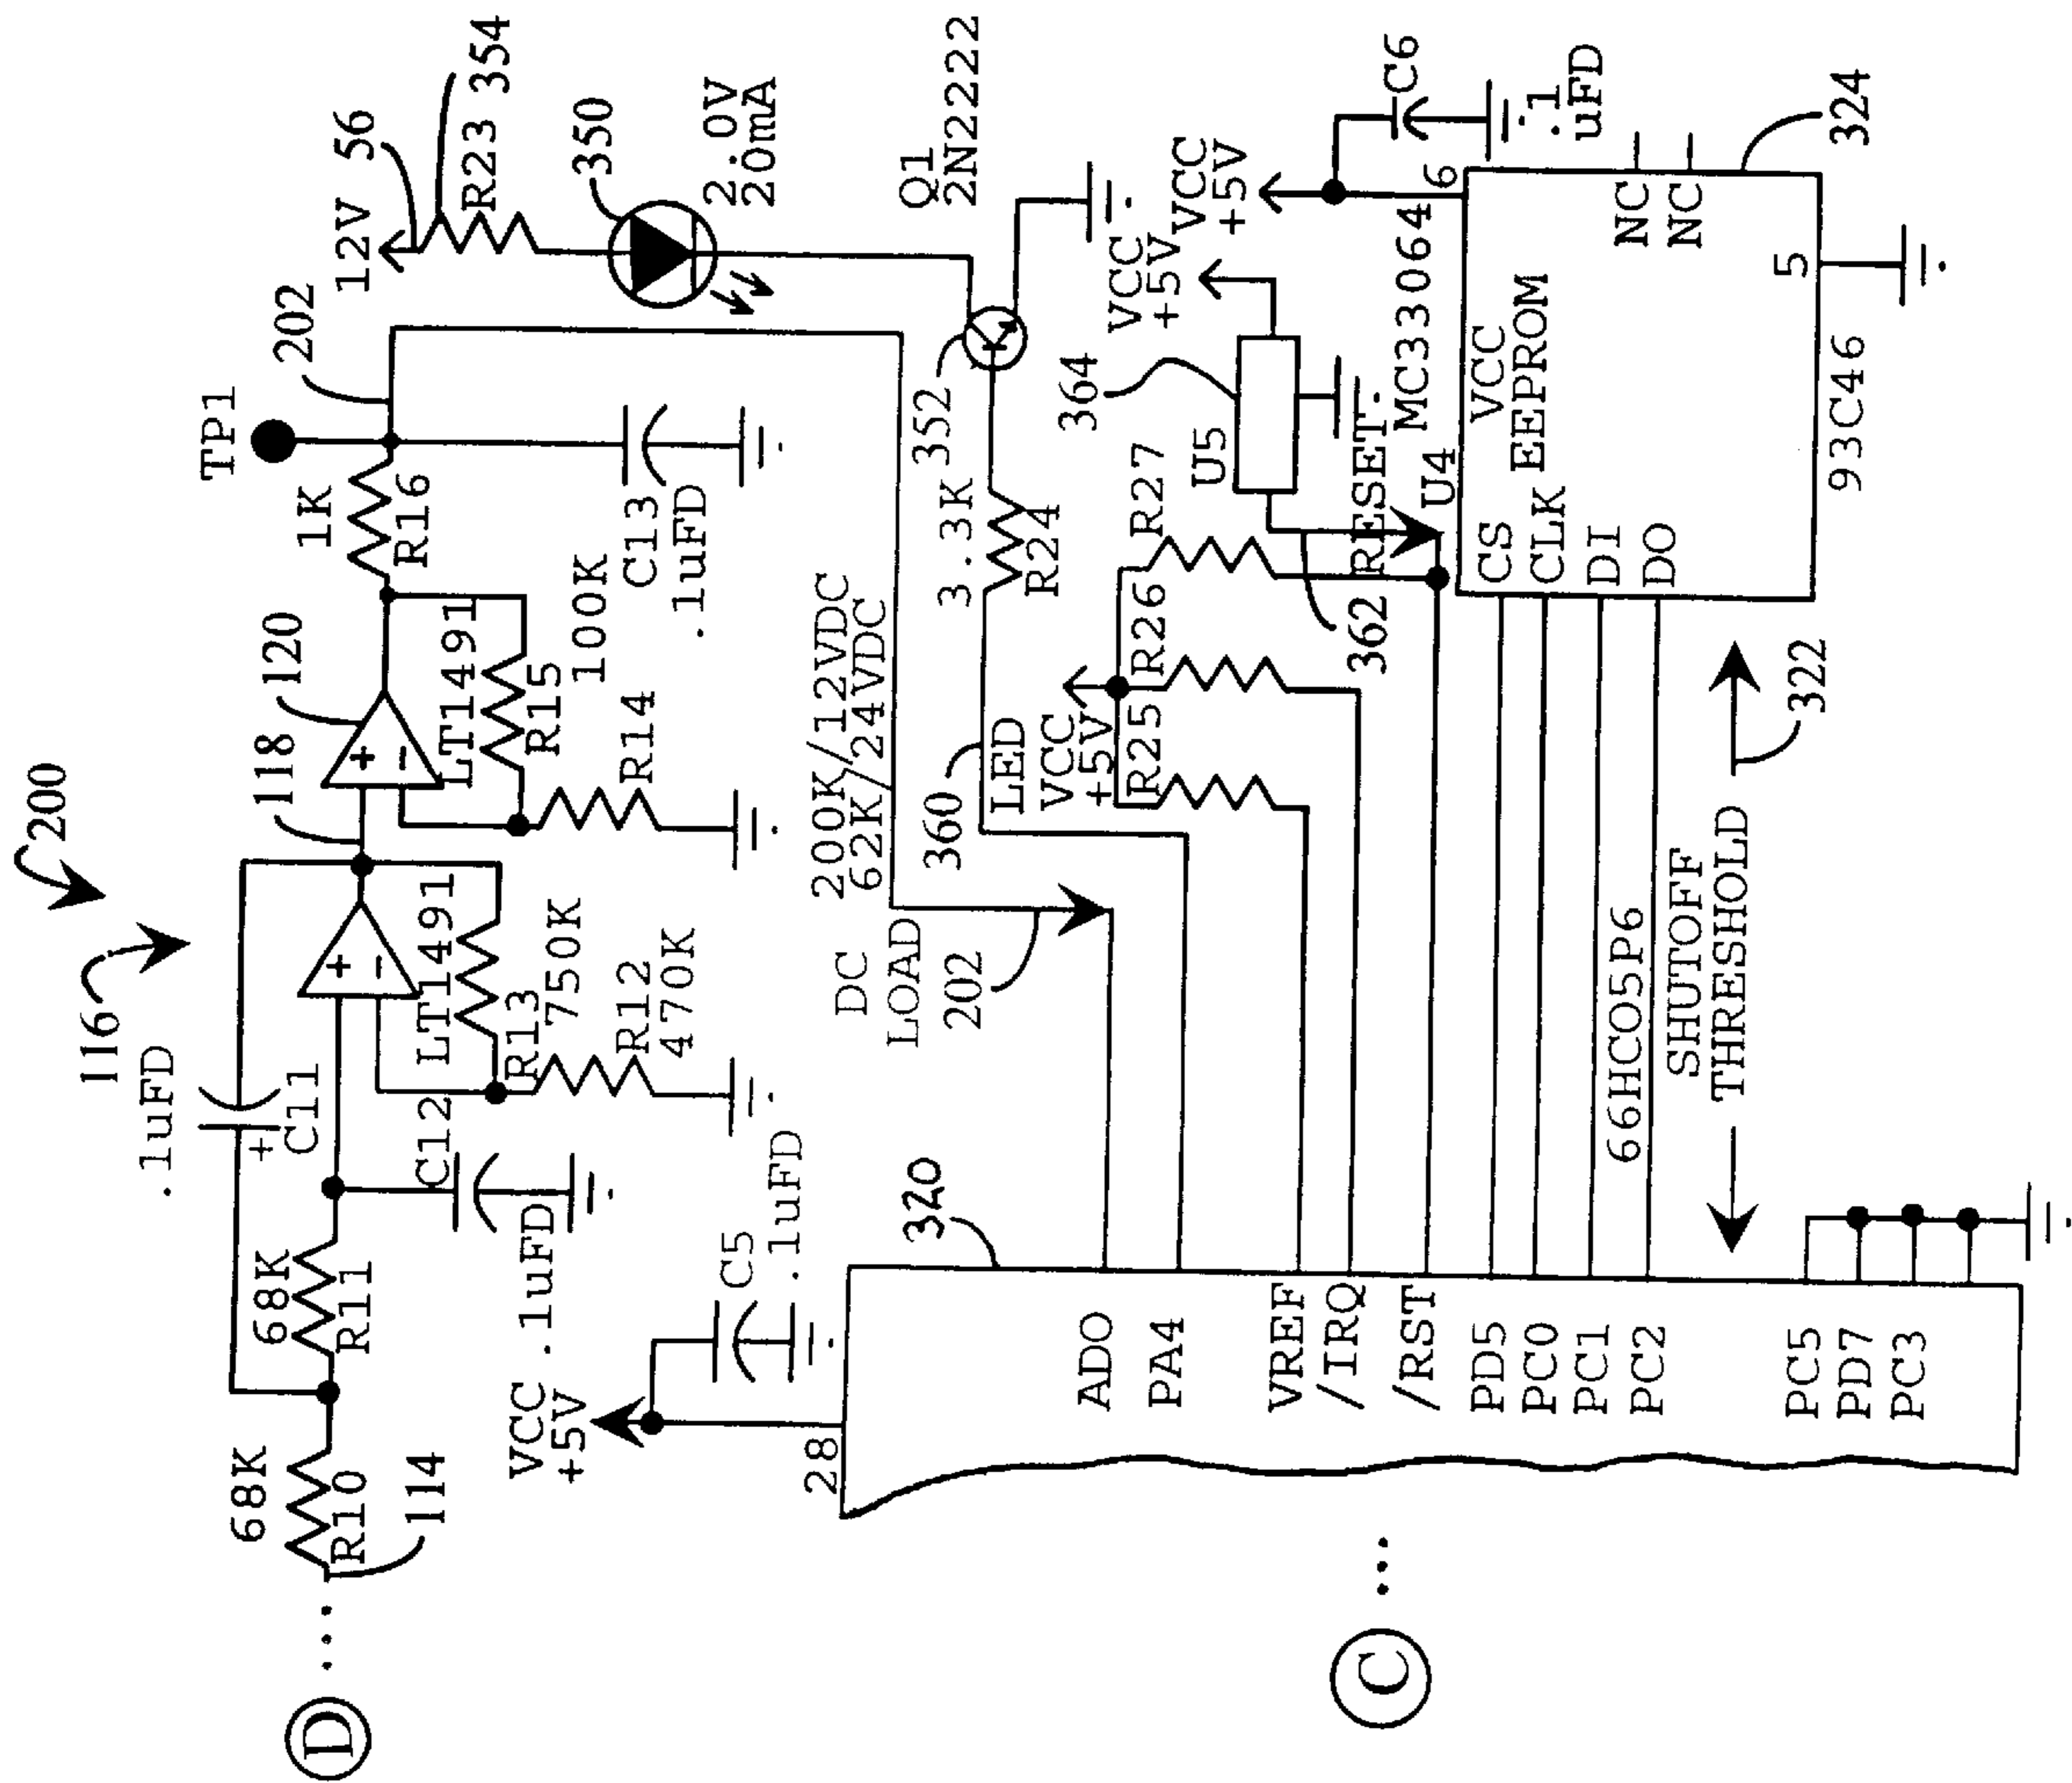 200
116
.1uFD
+
C11
118
120
TP1
202
12V
56
354
R23
350
2.0V
20mA
68K
R10
114
D ...
68K
R11
C12
.1uFD
+
-
LT1491
R13
750K
R12
470K
+
-
LT1491
R15
100K
R14
1K
R16
C13
.1uFD
200K/12VDC
62K/24VDC
DC
LOAD
202
VCC
+5V
C5
.1uFD
28
320
360
LED
3.3K
R24
352
Q1
2N2222
VCC
+5V
R25
R26
R27
362
RESET
364
U5
MC33064
VCC
+5V
VCC
+5V
C6
.1
uFD
U4
6
VCC
EEPROM
CS
CLK
DI
DO
NC
NC
5
93C46
324
322
66HC05P6
SHUTOFF
THRESHOLD
AD0
PA4
VREF
/IRQ
/RST
PD5
PC0
PC1
PC2
PC5
PD7
PC3
C ...